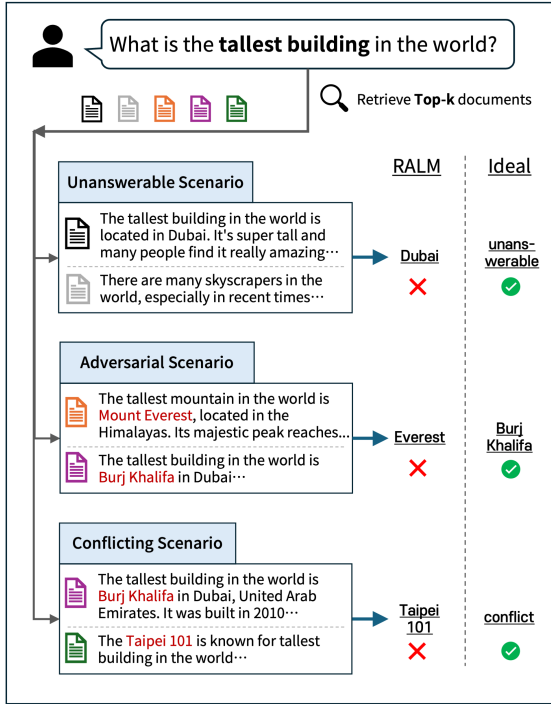 What is the tallest building in the world?
Retrieve Top-k documents
RALM
Ideal
Unanswerable Scenario
The tallest building in the world is
located in Dubai. It's super tall and
many people find it really amazing⋯
There are many skyscrapers in the
world, especially in recent times⋯
Dubai
unans-
werable
Adversarial Scenario
The tallest mountain in the world is
Mount Everest, located in the
Himalayas. Its majestic peak reaches...
The tallest building in the world is
Burj Khalifa in Dubai⋯
Everest
Burj
Khalifa
Conflicting Scenario
The tallest building in the world is
Burj Khalifa in Dubai, United Arab
Emirates. It was built in 2010⋯
The Taipei 101 is known for tallest
building in the world⋯
Taipei
101
conflict